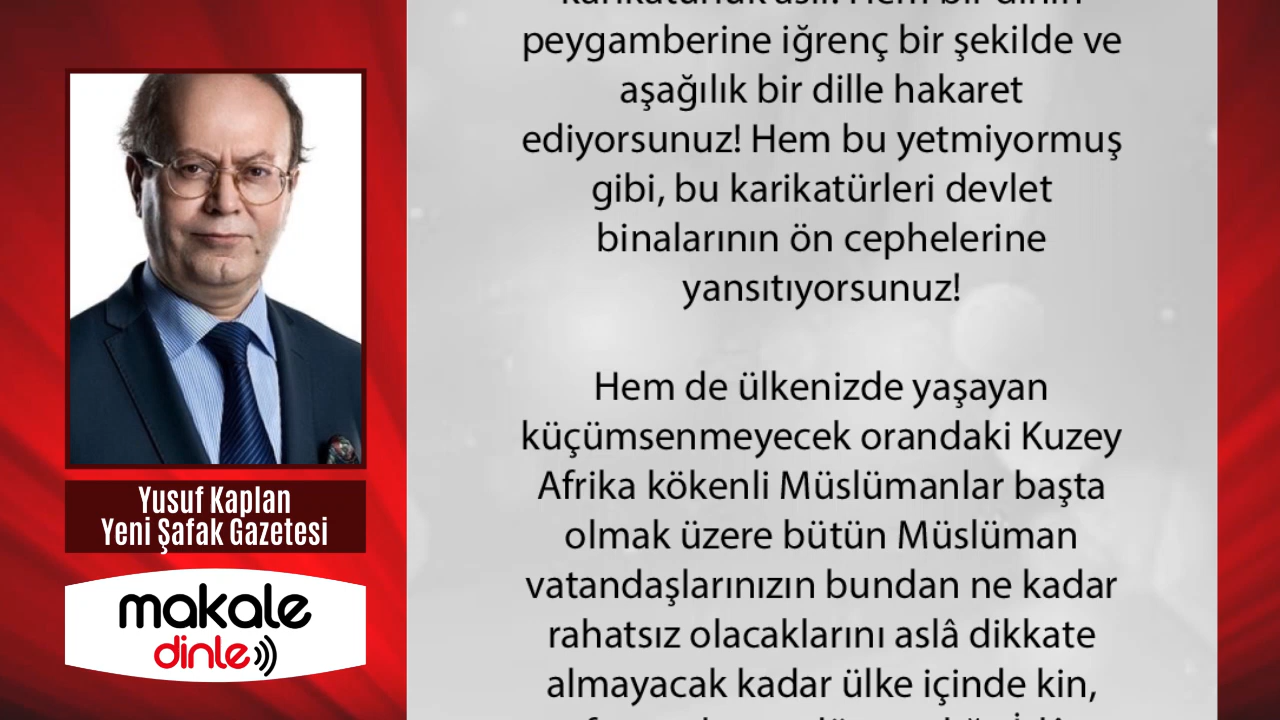 peygamberine iğrenç bir şekilde ve
aşağılık bir dille hakaret
ediyorsunuz! Hem bu yetmiyormuş
gibi, bu karikatürleri devlet
binalarının ön cephelerine
yansıtıyorsunuz!
Hem de ülkenizde yaşayan
küçümsenmeyecek orandaki Kuzey
Afrika kökenli Müslümanlar başta
olmak üzere bütün Müslüman
vatandaşlarınızın bundan ne kadar
rahatsız olacaklarını aslâ dikkate
almayacak kadar ülke içinde kin,
Yusuf Kaplan
Yeni Şafak Gazetesi
makale
dinle